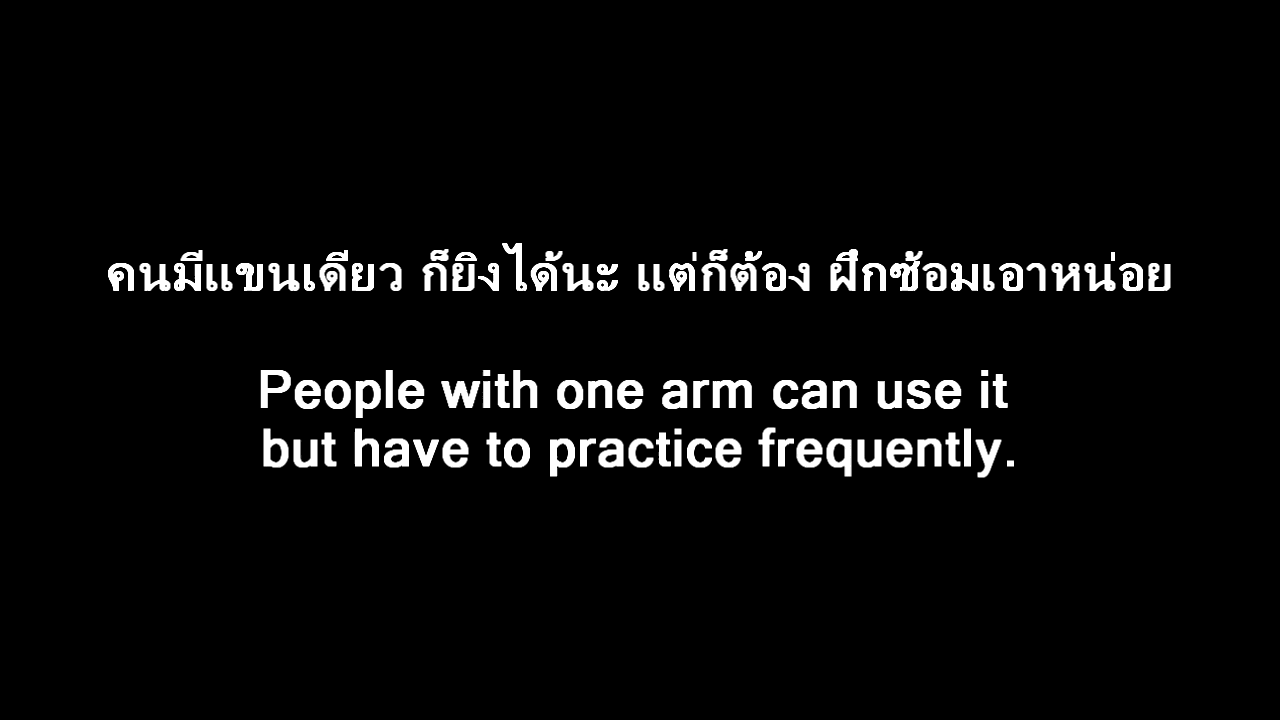 คนมีแขนเดียว ก็ยิงได้นะ แต่ก็ต้อง ฝึกซ้อมเอาหน่อย
People with one arm can use it
but have to practice frequently.